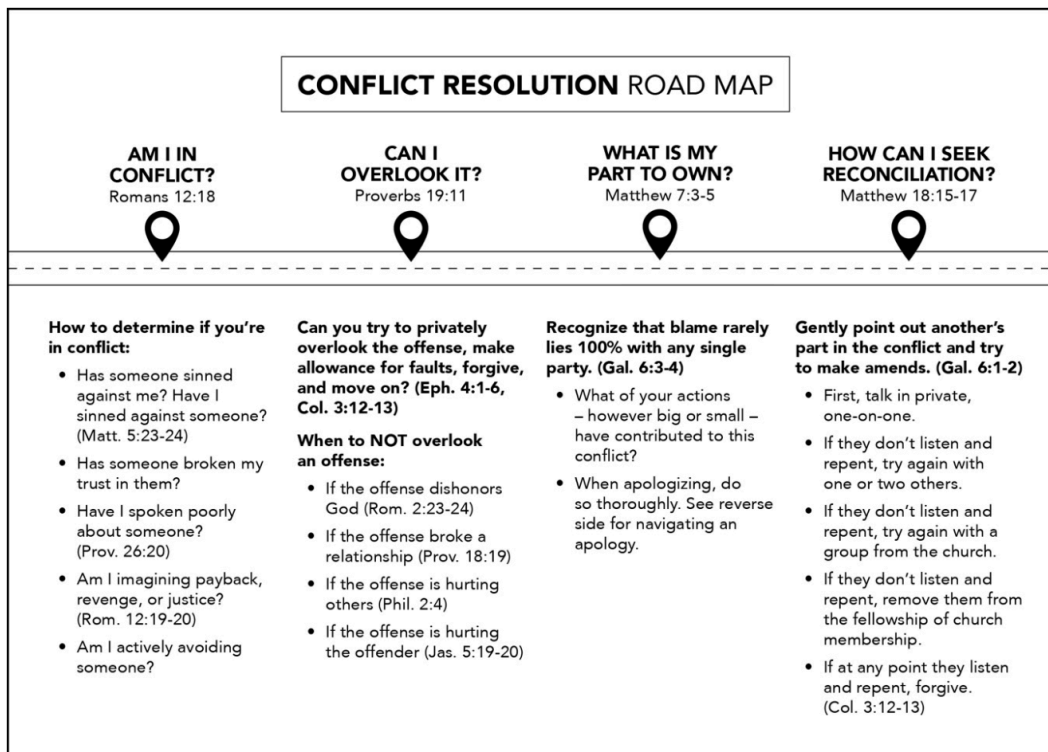 CONFLICT RESOLUTION ROAD MAP
AM I IN
CONFLICT?
Romans 12:18
CAN I
OVERLOOK IT?
Proverbs 19:11
WHAT IS MY
PART TO OWN?
Matthew 7:3-5
HOW CAN I SEEK
RECONCILIATION?
Matthew 18:15-17
How to determine if you’re
in conflict:
• Has someone sinned
against me? Have I
sinned against someone?
(Matt. 5:23-24)
• Has someone broken my
trust in them?
• Have I spoken poorly
about someone?
(Prov. 26:20)
• Am I imagining payback,
revenge, or justice?
(Rom. 12:19-20)
• Am I actively avoiding
someone?
Can you try to privately
overlook the offense, make
allowance for faults, forgive,
and move on? (Eph. 4:1-6,
Col. 3:12-13)
When to NOT overlook
an offense:
• If the offense dishonors
God (Rom. 2:23-24)
• If the offense broke a
relationship (Prov. 18:19)
• If the offense is hurting
others (Phil. 2:4)
• If the offense is hurting
the offender (Jas. 5:19-20)
Recognize that blame rarely
lies 100% with any single
party. (Gal. 6:3-4)
• What of your actions
– however big or small –
have contributed to this
conflict?
• When apologizing, do
so thoroughly. See reverse
side for navigating an
apology.
Gently point out another’s
part in the conflict and try
to make amends. (Gal. 6:1-2)
• First, talk in private,
one-on-one.
• If they don’t listen and
repent, try again with
one or two others.
• If they don’t listen and
repent, try again with a
group from the church.
• If they don’t listen and
repent, remove them from
the fellowship of church
membership.
• If at any point they listen
and repent, forgive.
(Col. 3:12-13)